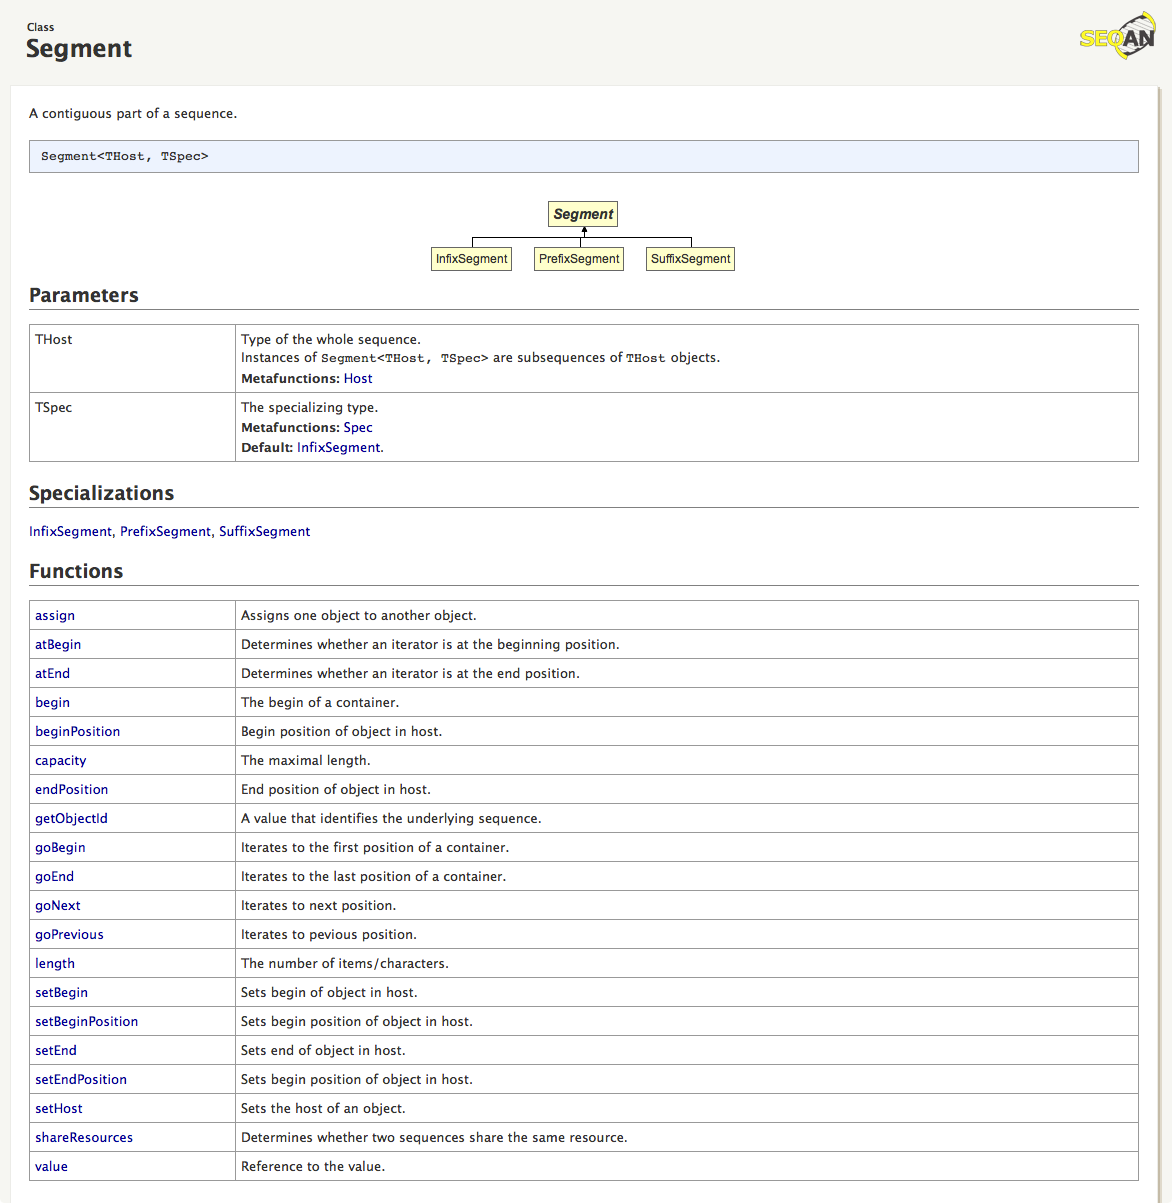 Class
Segment
SEQAN
A contiguous part of a sequence.
Segment<THost, TSpec>
Segment
InfixSegment PrefixSegment SuffixSegment
Parameters
THost Type of the whole sequence.
Instances of Segment<THost, TSpec> are subsequences of THost objects.
Metafunctions: Host
TSpec The specializing type.
Metafunctions: Spec
Default: InfixSegment.
Specializations
InfixSegment, PrefixSegment, SuffixSegment
Functions
assign Assigns one object to another object.
atBegin Determines whether an iterator is at the beginning position.
atEnd Determines whether an iterator is at the end position.
begin The begin of a container.
beginPosition Begin position of object in host.
capacity The maximal length.
endPosition End position of object in host.
getObjectId A value that identifies the underlying sequence.
goBegin Iterates to the first position of a container.
goEnd Iterates to the last position of a container.
goNext Iterates to next position.
goPrevious Iterates to pevious position.
length The number of items/characters.
setBegin Sets begin of object in host.
setBeginPosition Sets begin position of object in host.
setEnd Sets end of object in host.
setEndPosition Sets begin position of object in host.
setHost Sets the host of an object.
shareResources Determines whether two sequences share the same resource.
value Reference to the value.